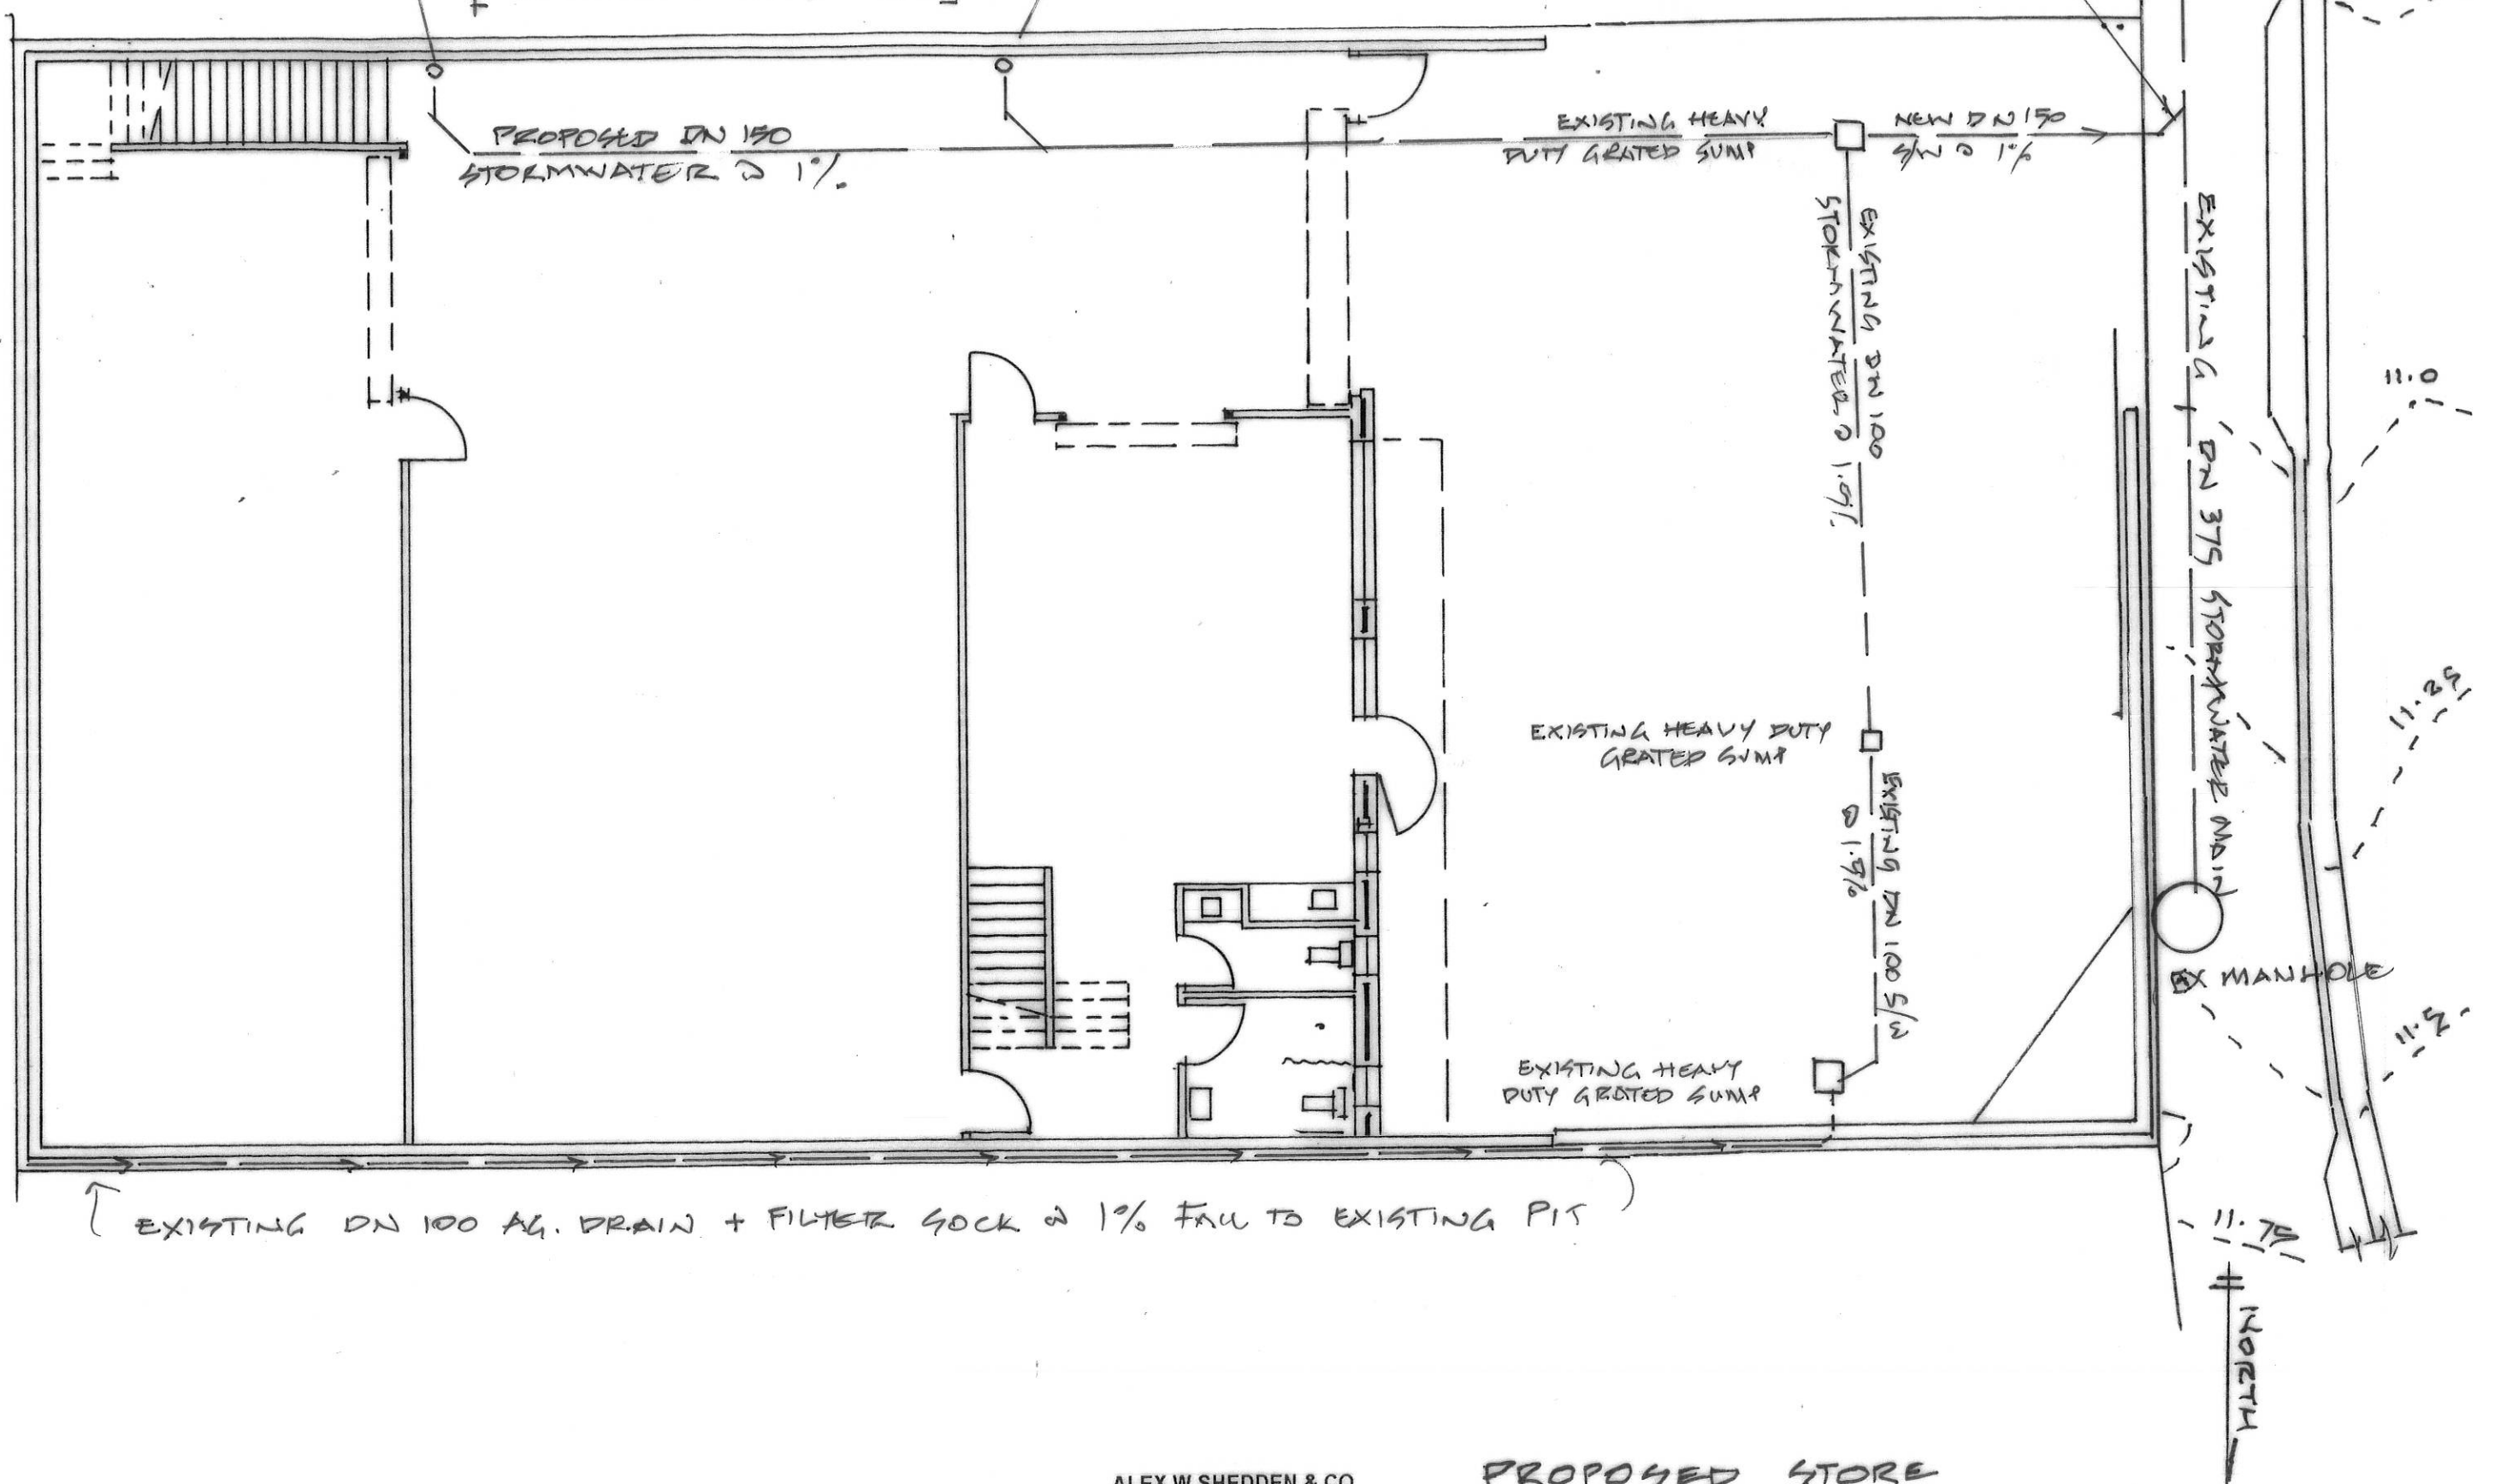 PROPOSED DN 150
STORMWATER @ 1%
EXISTING HEAVY
DUTY GRATED SUMP
NEW DN 150
S/W @ 1%
EXISTING DN 100
STORMWATER @ 1.5%
EXISTING DN 375 STORMWATER MAIN
11.0
11.25
EXISTING HEAVY DUTY
GRATED SUMP
EXISTING DN 100 S/W
@ 1.5%
EX MANHOLE
11.5
EXISTING HEAVY
DUTY GRATED SUMP
EXISTING DN 100 AG. DRAIN + FILTER SOCK @ 1% FALL TO EXISTING PIT
11.75
NORTH
ALEX W SHEDDEN & CO
PROPOSED STORE